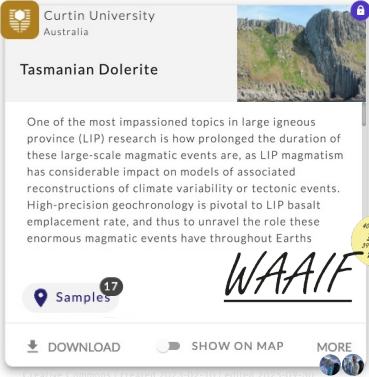 Curtin University
Australia
Tasmanian Dolerite
One of the most impassioned topics in large igneous
province (LIP) research is how prolonged the duration of
these large-scale magmatic events are, as LIP magmatism
has considerable impact on models of associated
reconstructions of climate variability or tectonic events.
High-precision geochronology is pivotal to LIP basalt
emplacement rate, and thus to unravel the role these
enormous magmatic events have throughout Earths
WAAIF
17
Samples
DOWNLOAD
SHOW ON MAP
MORE